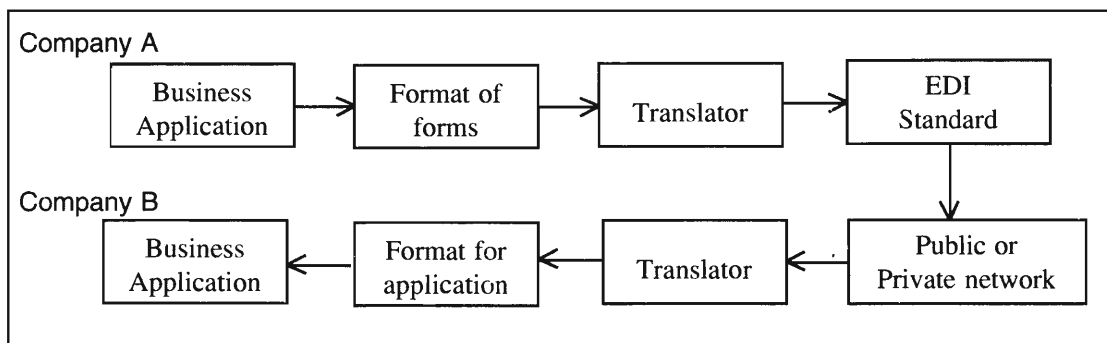 Company A
Business
Application
Format of
forms
Translator
EDI
Standard
Company B
Business
Application
Format for
application
Translator
Public or
Private network